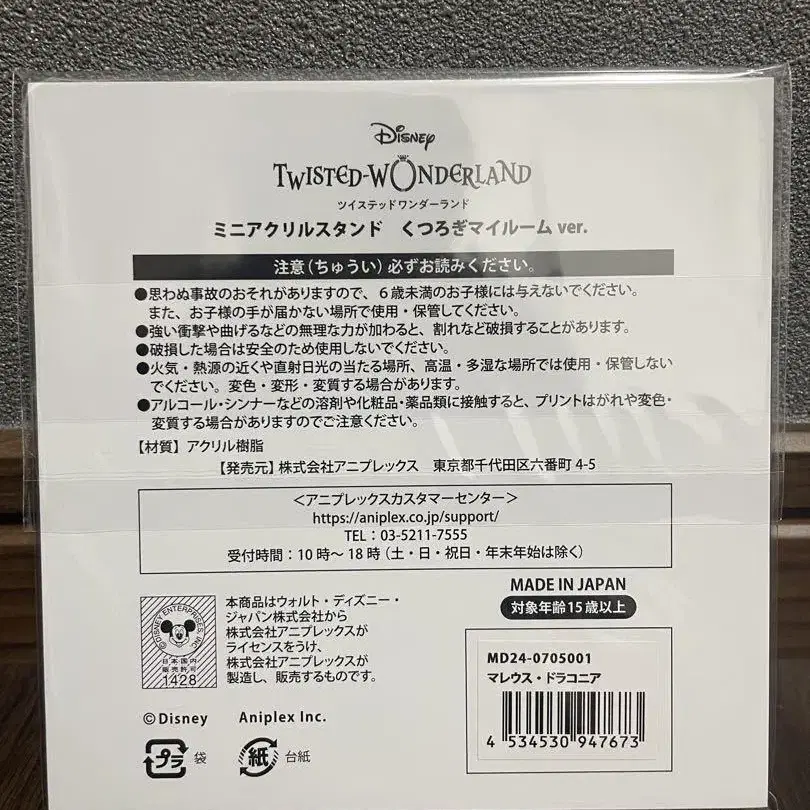 Disney
TWISTED-WONDERLAND
ツイステッドワンダーランド
ミニアクリルスタンド くつろぎマイルーム ver.
注意（ちゅうい）必ずお読みください。
●思わぬ事故のおそれがありますので、６歳未満のお子様には与えないでください。
また、お子様の手が届かない場所で使用・保管してください。
●強い衝撃や曲げるなどの無理な力が加わると、割れなど破損することがあります。
●破損した場合は安全のため使用しないでください。
●火気・熱源の近くや直射日光の当たる場所、高温・多湿な場所では使用・保管しない
でください。変色・変形・変質する場合があります。
●アルコール・シンナーなどの溶剤や化粧品・薬品類に接触すると、プリントはがれや変色・
変質する場合がありますのでご注意ください。
【材質】アクリル樹脂
【発売元】株式会社アニプレックス 東京都千代田区六番町 4-5
＜アニプレックスカスタマーセンター＞
https://aniplex.co.jp/support/
TEL：03-5211-7555
受付時間：10 時〜 18 時（土・日・祝日・年末年始は除く）
MADE IN JAPAN
対象年齢15歳以上
©DISNEY ENTERPRISES, INC.
日本国内
販売許可
1428
本商品はウォルト・ディズニー・
ジャパン株式会社から
株式会社アニプレックスが
ライセンスをうけ、
株式会社アニプレックスが
製造し、販売するものです。
MD24-0705001
マレウス・ドラコニア
4 534530 947673
©Disney Aniplex Inc.
プラ 袋
紙 台紙